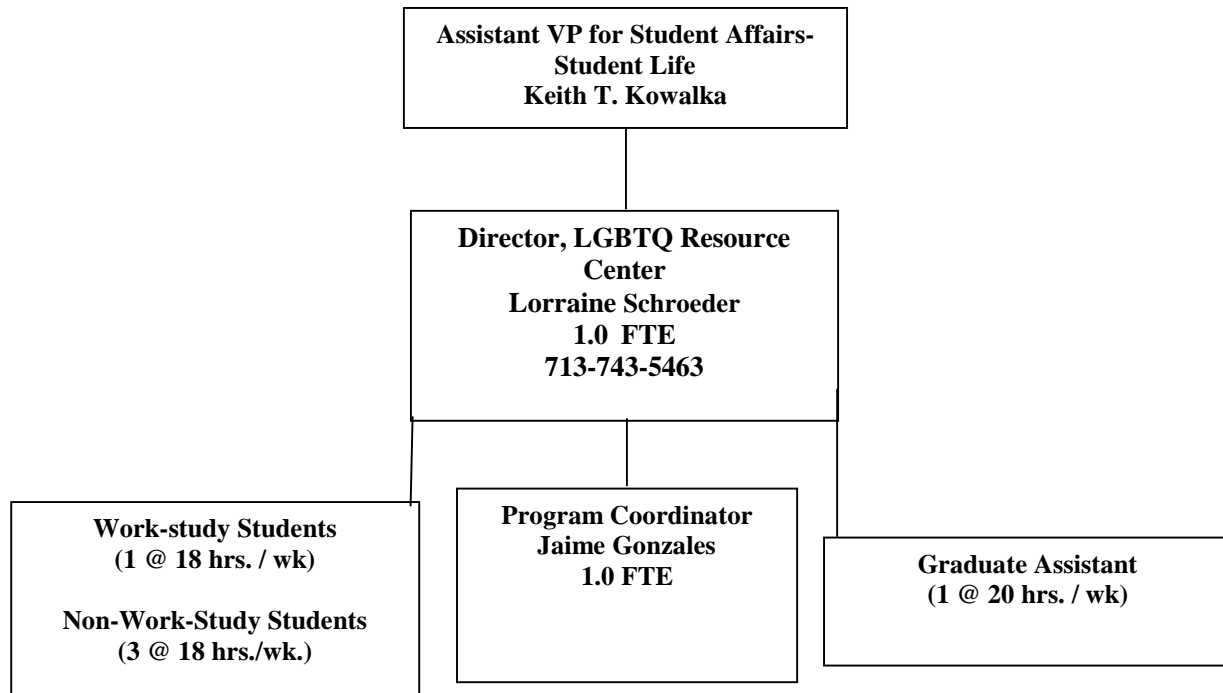 Assistant VP for Student Affairs-
Student Life
Keith T. Kowalka
Director, LGBTQ Resource
Center
Lorraine Schroeder
1.0 FTE
713-743-5463
Work-study Students
(1 @ 18 hrs. / wk)
Non-Work-Study Students
(3 @ 18 hrs./wk.)
Program Coordinator
Jaime Gonzales
1.0 FTE
Graduate Assistant
(1 @ 20 hrs. / wk)